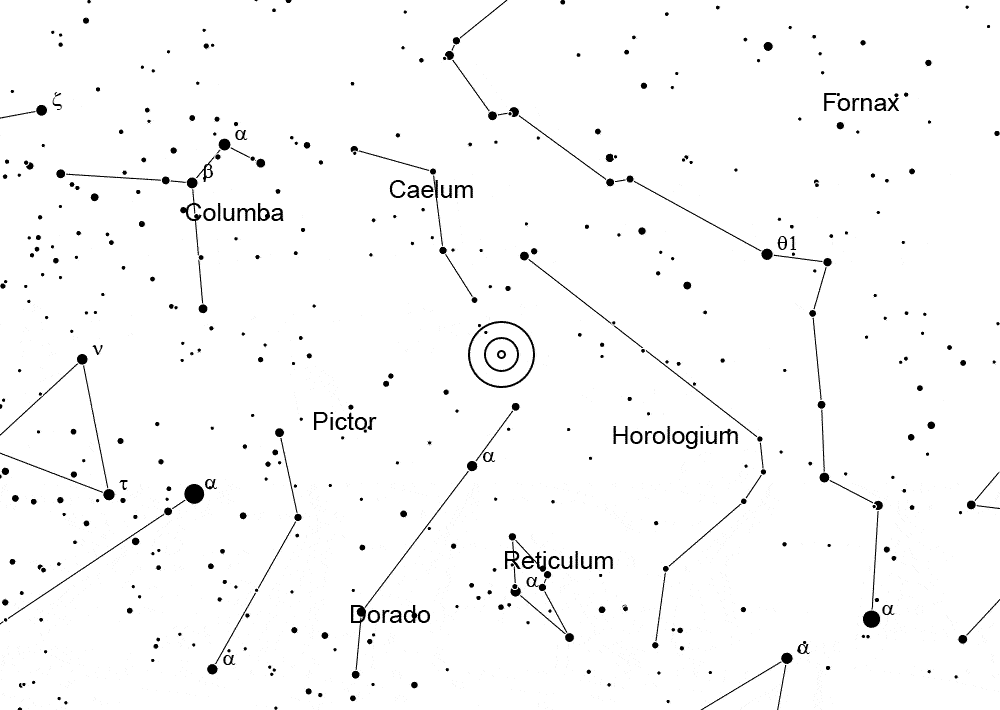 ζ
Fornax
α
β
Caelum
Columba
θ1
ν
Pictor
Horologium
α
τ
α
Reticulum
α
Dorado
α
α
α